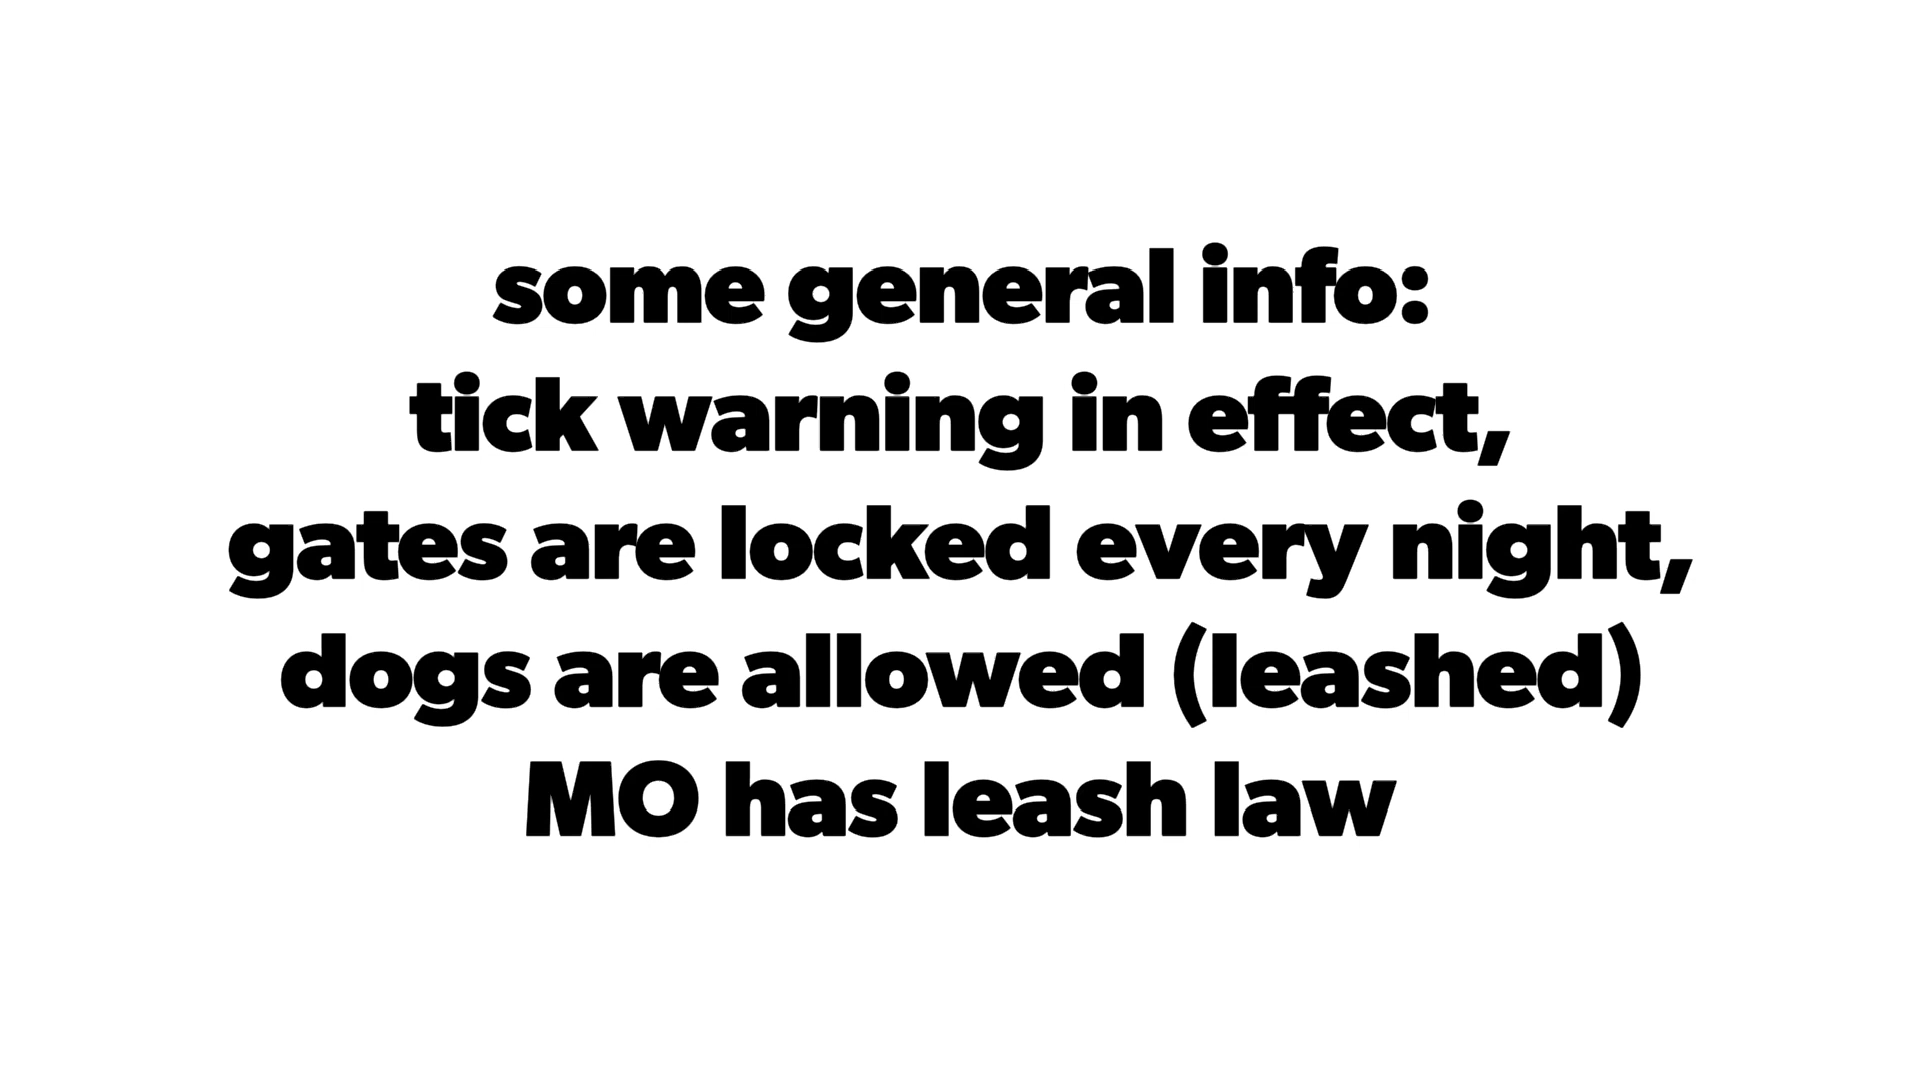 some general info:
tick warning in effect,
gates are locked every night,
dogs are allowed (leashed)
MO has leash law